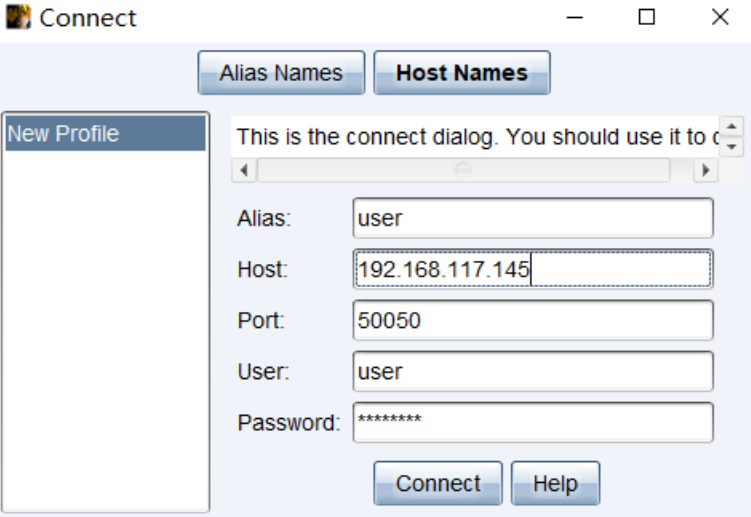 Connect
Alias Names Host Names
New Profile
This is the connect dialog. You should use it to
Alias: user
Host: 192.168.117.145
Port: 50050
User: user
Password: ********
Connect Help